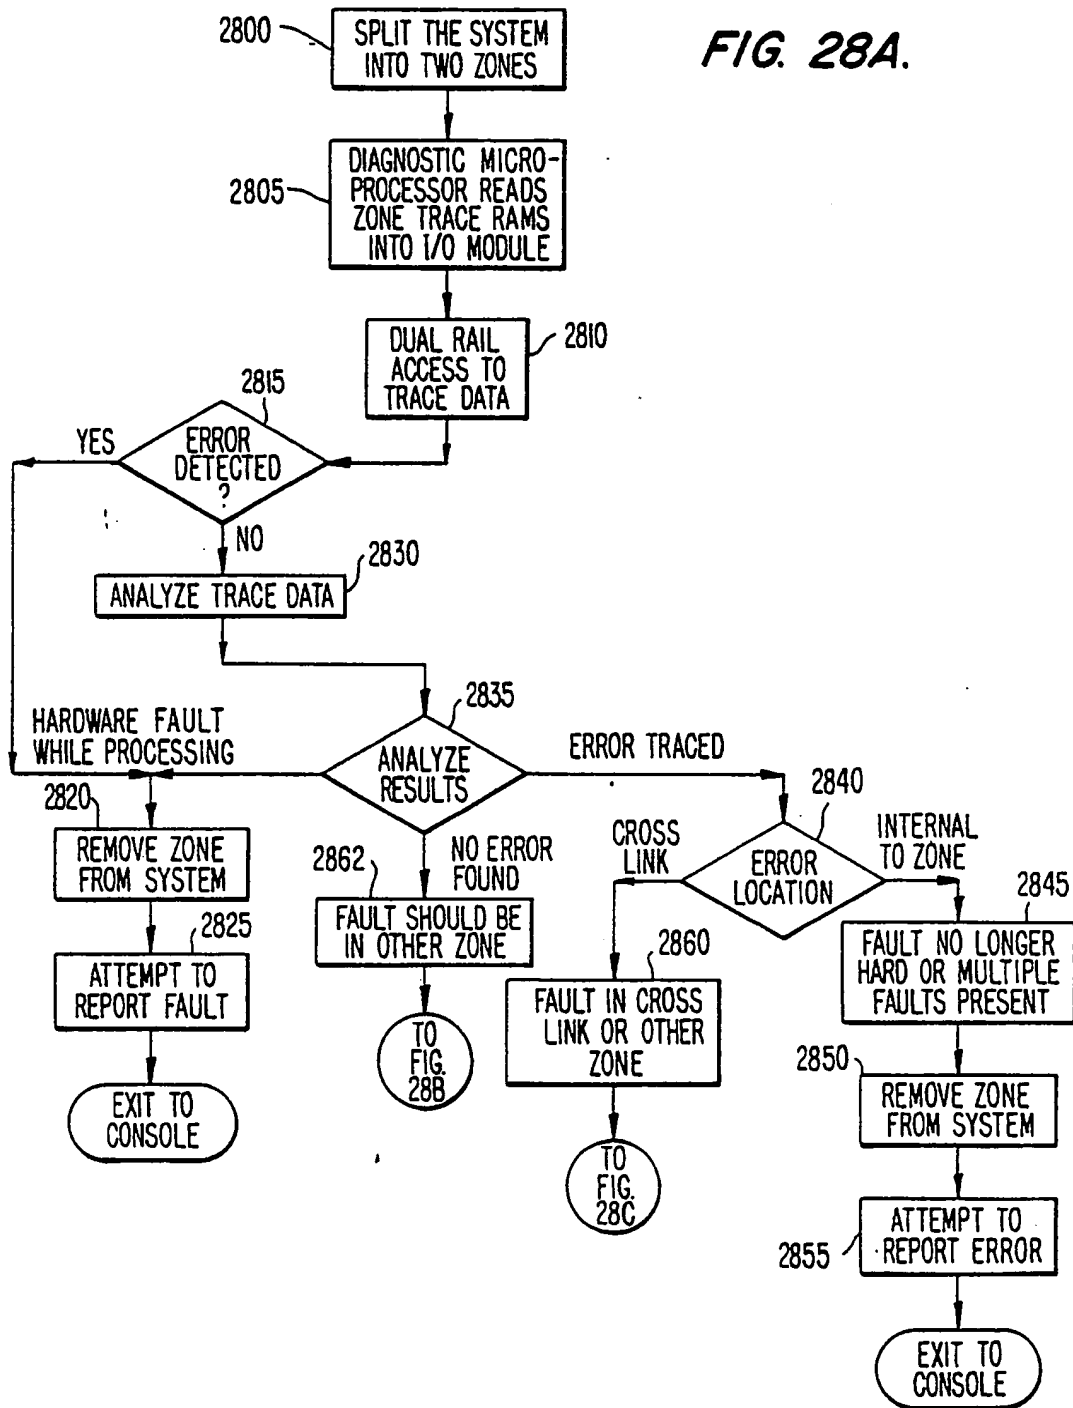 FIG. 28A.
2800
SPLIT THE SYSTEM
INTO TWO ZONES
2805
DIAGNOSTIC MICRO-
PROCESSOR READS
ZONE TRACE RAMS
INTO I/O MODULE
2810
DUAL RAIL
ACCESS TO
TRACE DATA
2815
YES
ERROR
DETECTED
?
NO
2830
ANALYZE TRACE DATA
2835
HARDWARE FAULT
WHILE PROCESSING
ANALYZE
RESULTS
ERROR TRACED
2820
REMOVE ZONE
FROM SYSTEM
2825
ATTEMPT TO
REPORT FAULT
EXIT TO
CONSOLE
NO ERROR
FOUND
2862
FAULT SHOULD BE
IN OTHER ZONE
TO
FIG.
28B
2840
CROSS
LINK
ERROR
LOCATION
INTERNAL
TO ZONE
2860
FAULT IN CROSS
LINK OR OTHER
ZONE
TO
FIG.
28C
2845
FAULT NO LONGER
HARD OR MULTIPLE
FAULTS PRESENT
2850
REMOVE ZONE
FROM SYSTEM
2855
ATTEMPT TO
REPORT ERROR
EXIT TO
CONSOLE